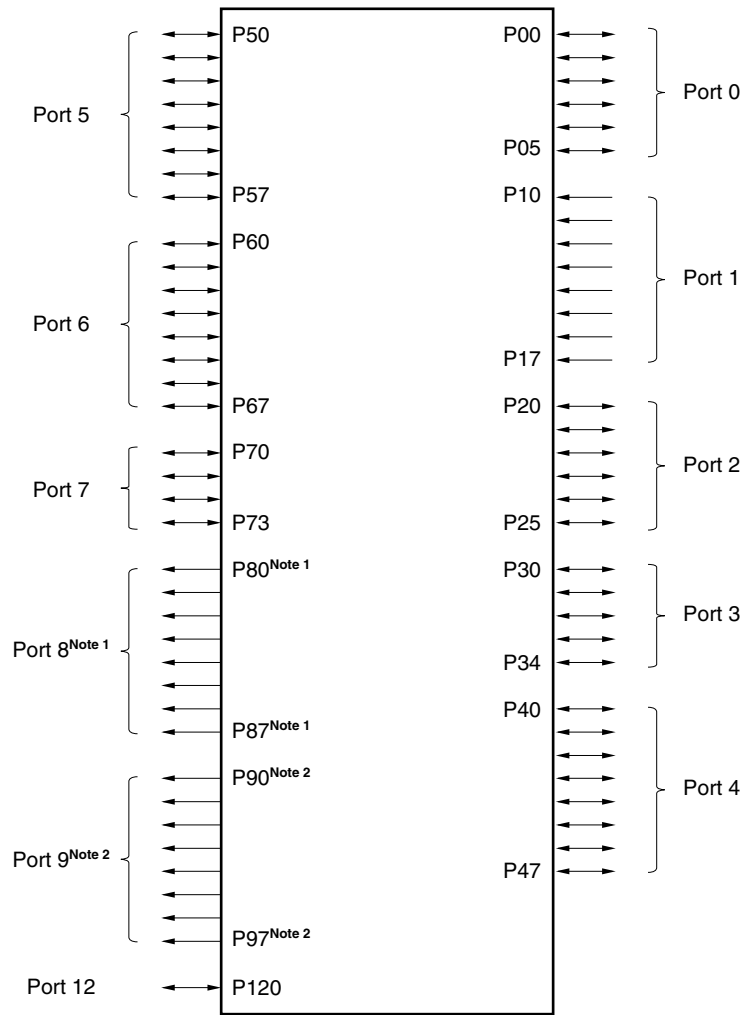 Port 5
P50
P57
Port 6
P60
P67
Port 7
P70
P73
Port 8Note 1
P80Note 1
P87Note 1
Port 9Note 2
P90Note 2
P97Note 2
Port 12
P120
P00
P05
Port 0
P10
P17
Port 1
P20
P25
Port 2
P30
P34
Port 3
P40
P47
Port 4